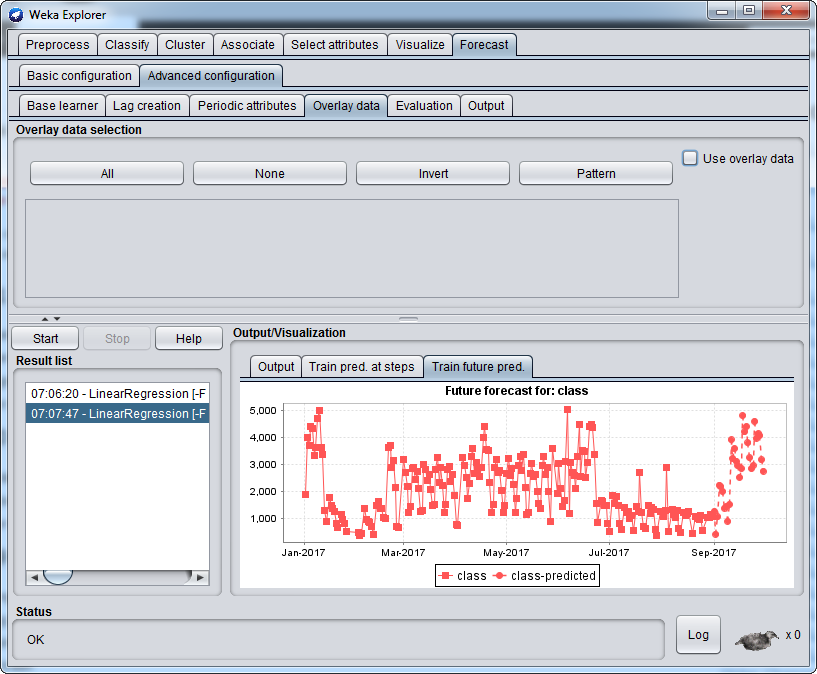 Weka Explorer
Preprocess Classify Cluster Associate Select attributes Visualize Forecast
Basic configuration Advanced configuration
Base learner Lag creation Periodic attributes Overlay data Evaluation Output
Overlay data selection
All None Invert Pattern Use overlay data
Start Stop Help
Result list
07:06:20 - LinearRegression [-F
07:07:47 - LinearRegression [-F
Output/Visualization
Output Train pred. at steps Train future pred.
Future forecast for: class
5,000
4,000
3,000
2,000
1,000
Jan-2017 Mar-2017 May-2017 Jul-2017 Sep-2017
class class-predicted
Status
OK
Log x 0